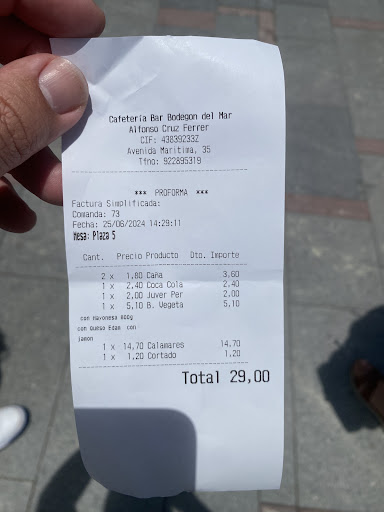 Cafeteria Bar Bodegon del Mar
Alfonso Cruz Ferrer
CIF: 43839233Z
Avenida Maritima, 35
Tfno: 922895319
*** PROFORMA ***
Factura Simplificada:
Comanda: 73
Fecha: 25/06/2024 14:29:11
Mesa: Plaza 5
Cant. Precio Producto Dto. Importe
2 x 1,80 Caña 3,60
1 x 2,40 Coca Cola 2,40
1 x 2,00 Juver Per 2,00
1 x 5,10 B. Vegeta 5,10
con Mayonesa
con Queso Edam con
jamon
1 x 14,70 Calamares 14,70
1 x 1,20 Cortado 1,20
Total 29,00